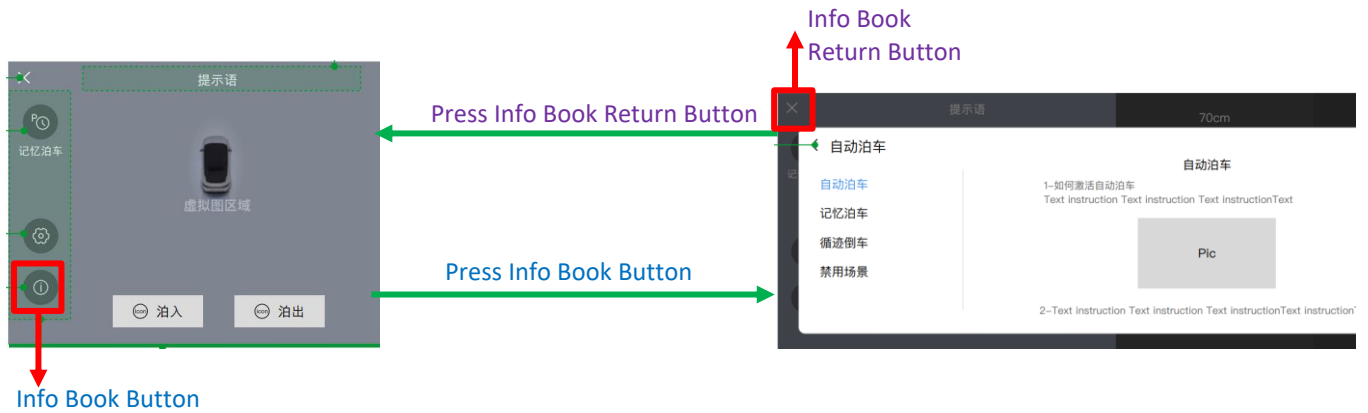 Info Book
Return Button
提示语
P
记忆泊车
虚拟图区域
icon 泊入
icon 泊出
Info Book Button
Press Info Book Return Button
Press Info Book Button
提示语
70cm
记
自动泊车
自动泊车
记忆泊车
循迹倒车
禁用场景
自动泊车
1-如何激活自动泊车
Text instruction Text instruction Text instructionText
Pic
2-Text instruction Text instruction Text instructionText instruction